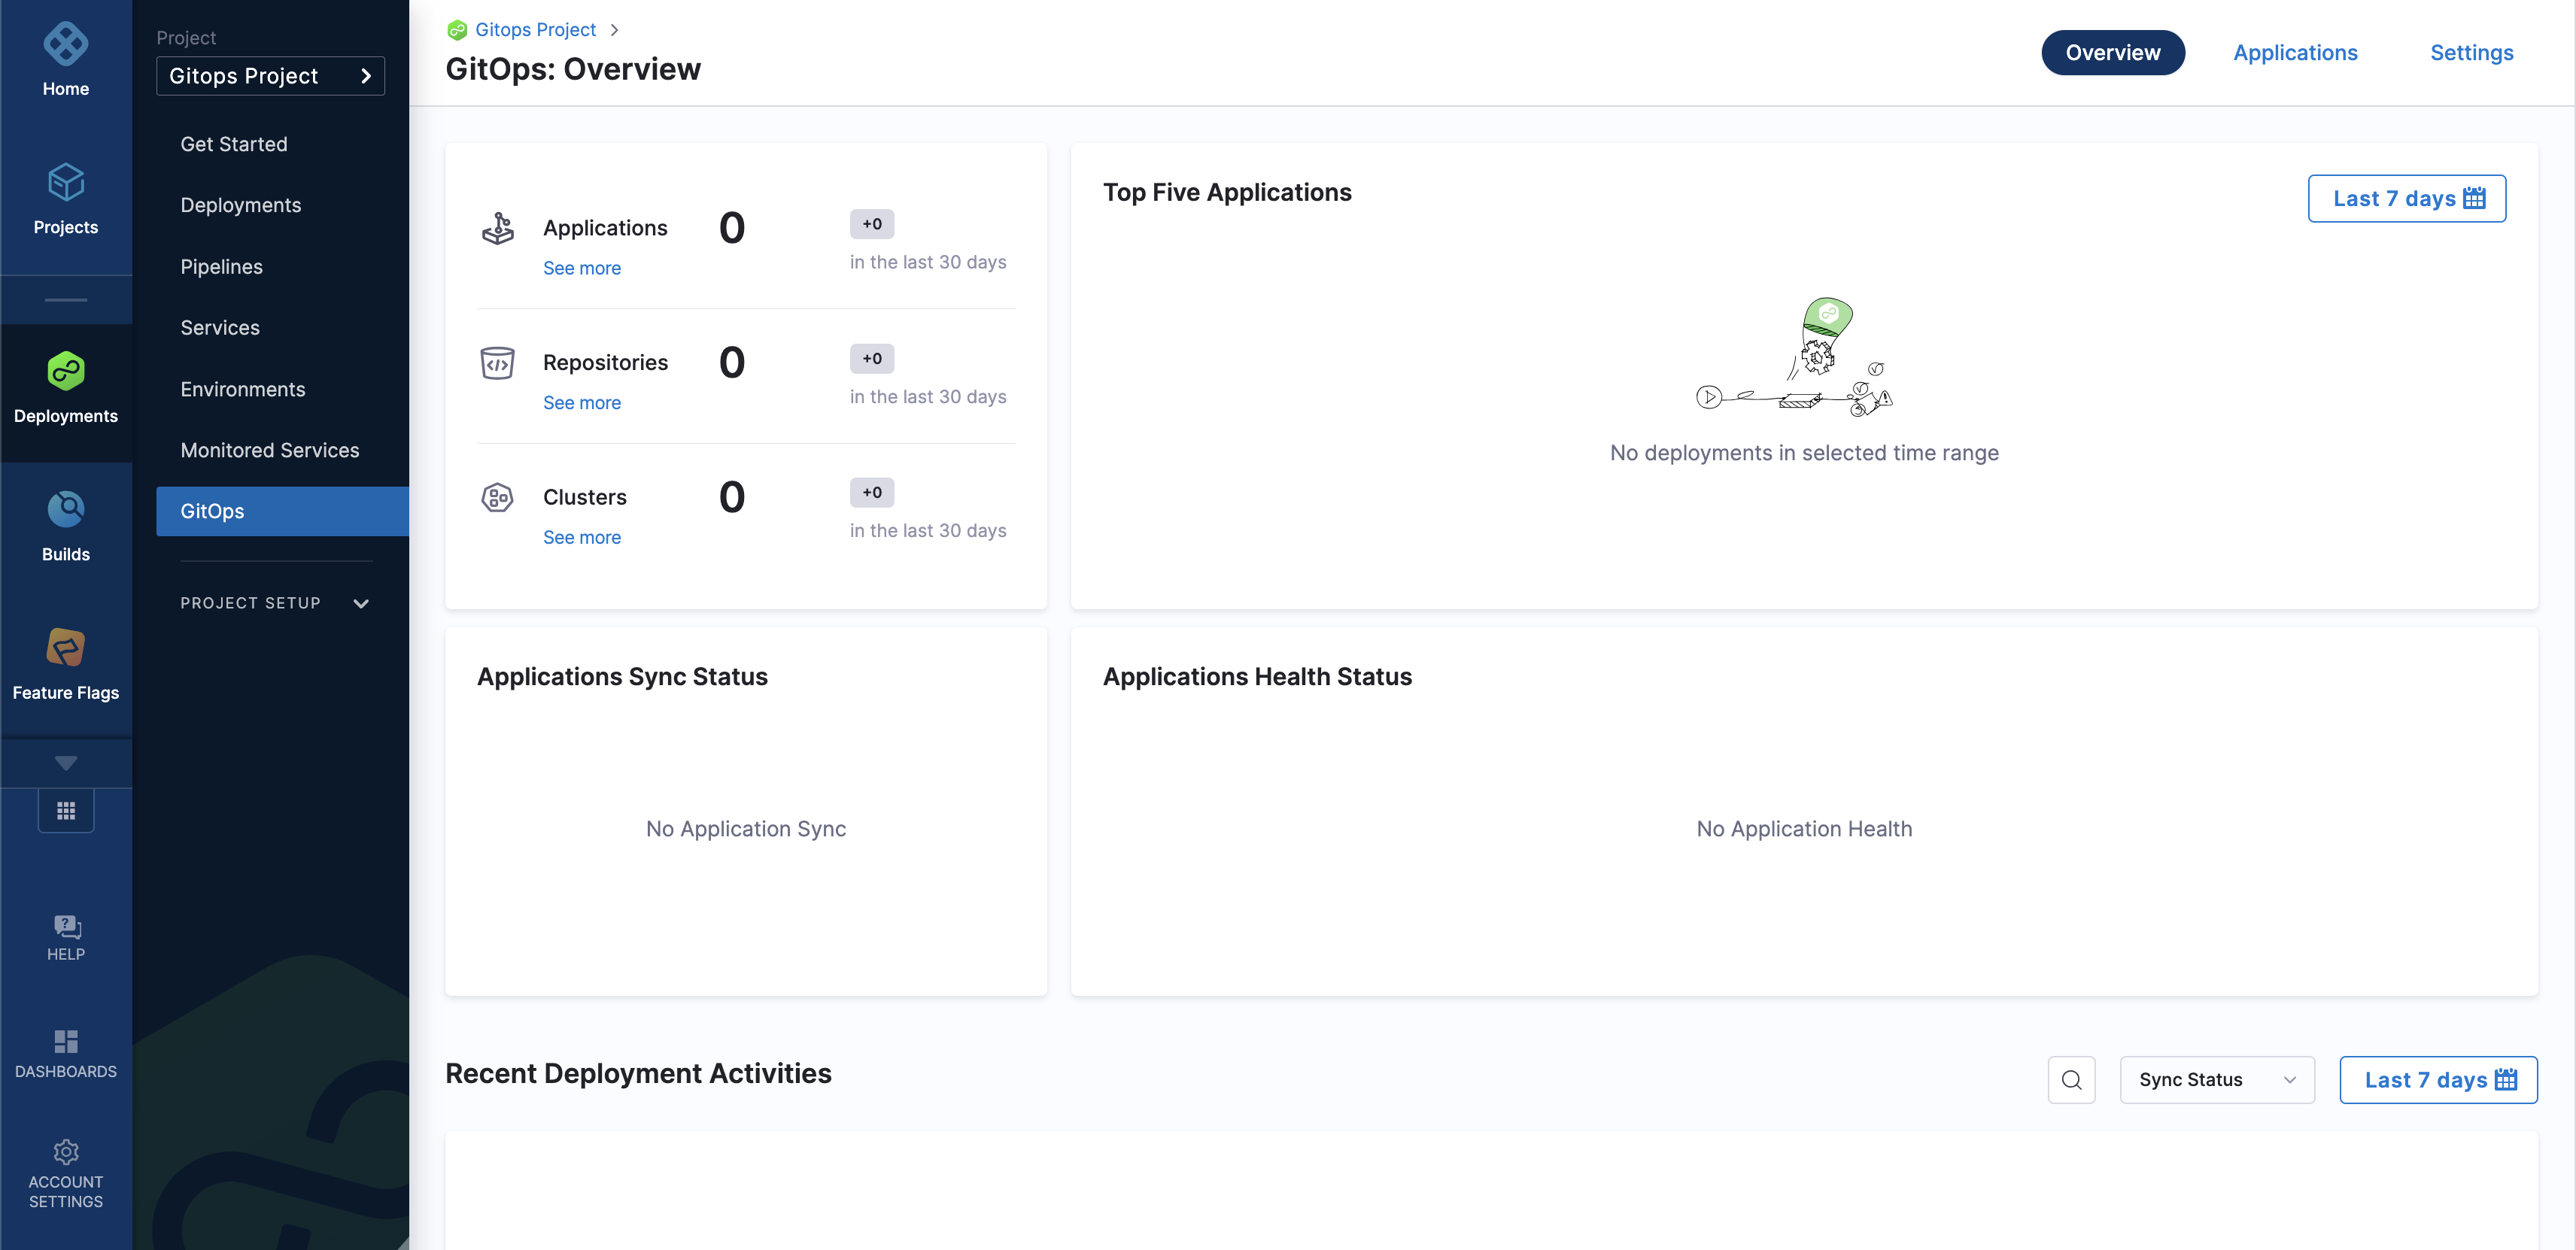 Home
Projects
Deployments
Builds
Feature Flags
HELP
DASHBOARDS
ACCOUNT
SETTINGS
Project
Gitops Project
Get Started
Deployments
Pipelines
Services
Environments
Monitored Services
GitOps
PROJECT SETUP
Gitops Project
GitOps: Overview
Overview
Applications
Settings
Applications
0
+0
See more
in the last 30 days
Repositories
0
+0
See more
in the last 30 days
Clusters
0
+0
See more
in the last 30 days
Top Five Applications
Last 7 days
No deployments in selected time range
Applications Sync Status
No Application Sync
Applications Health Status
No Application Health
Recent Deployment Activities
Sync Status
Last 7 days